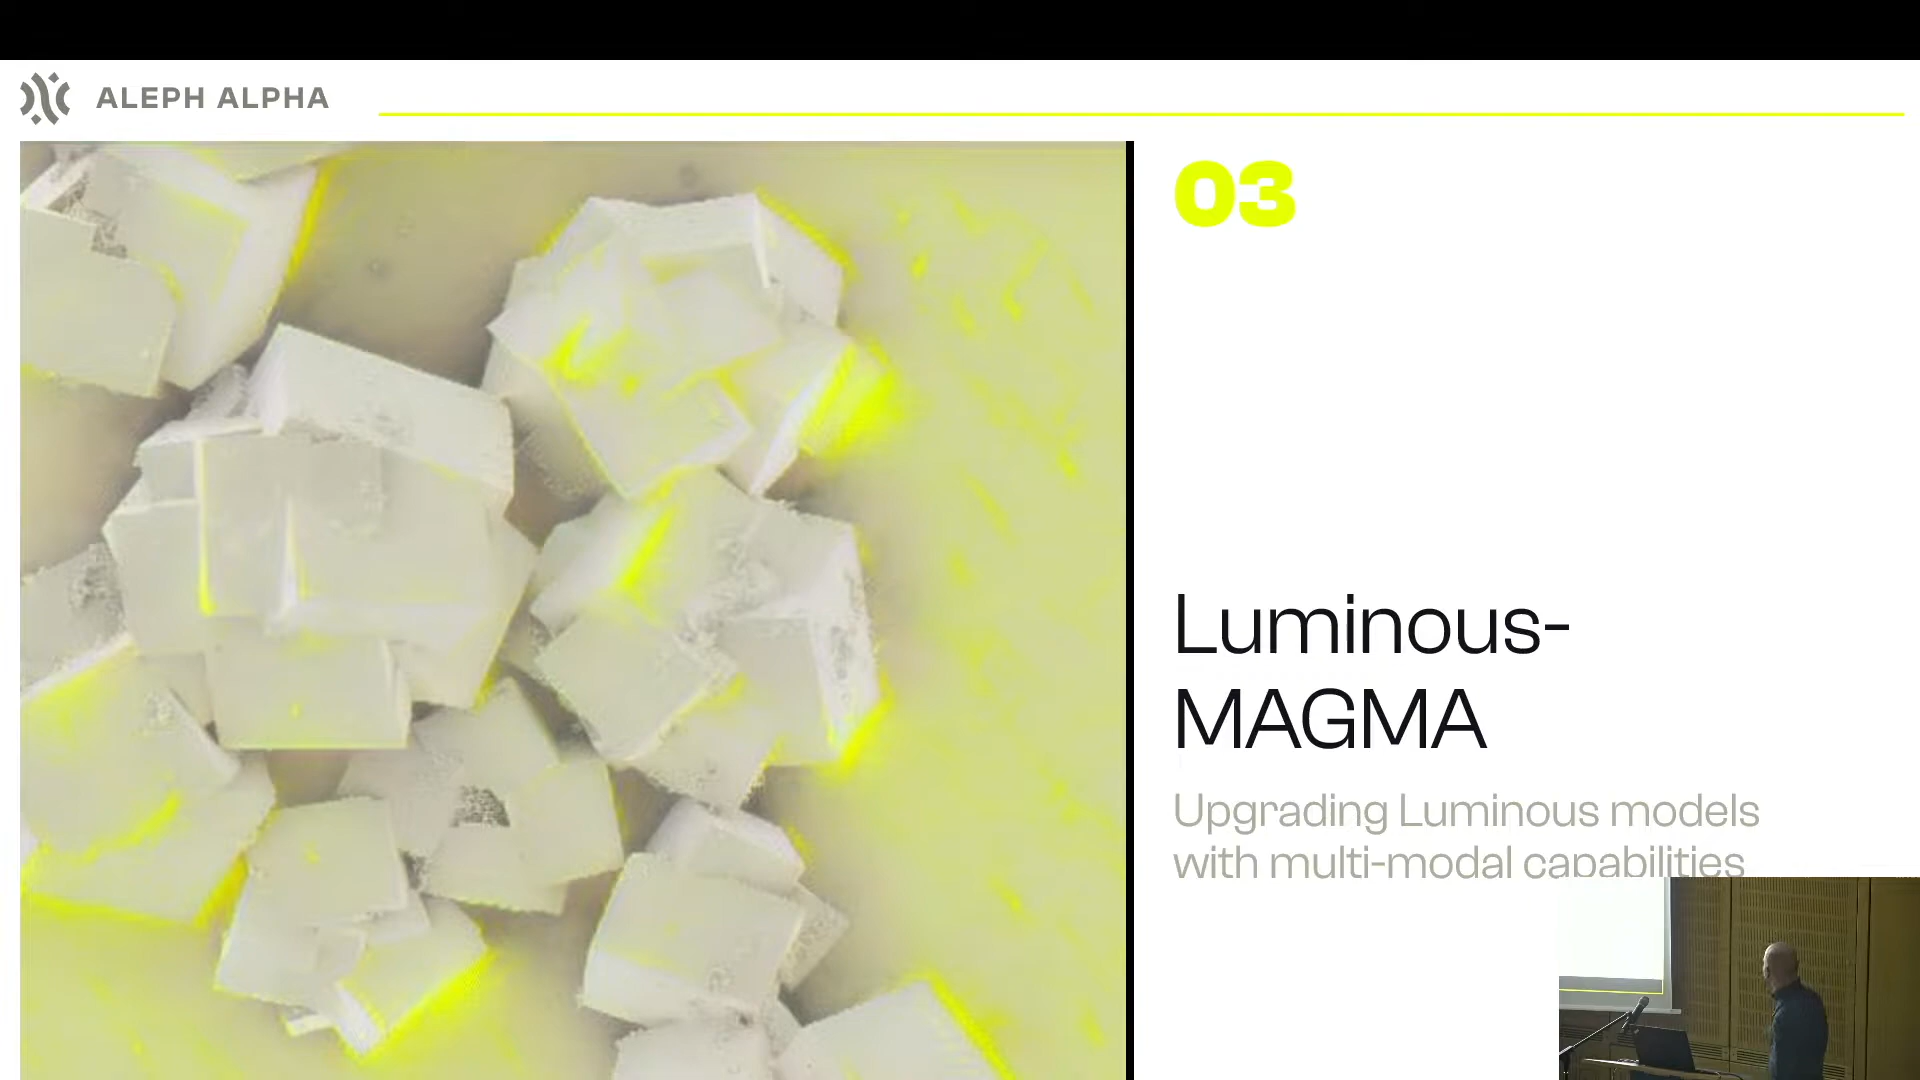 ALEPH ALPHA
03
Luminous-
MAGMA
Upgrading Luminous models
with multi-modal capabilities